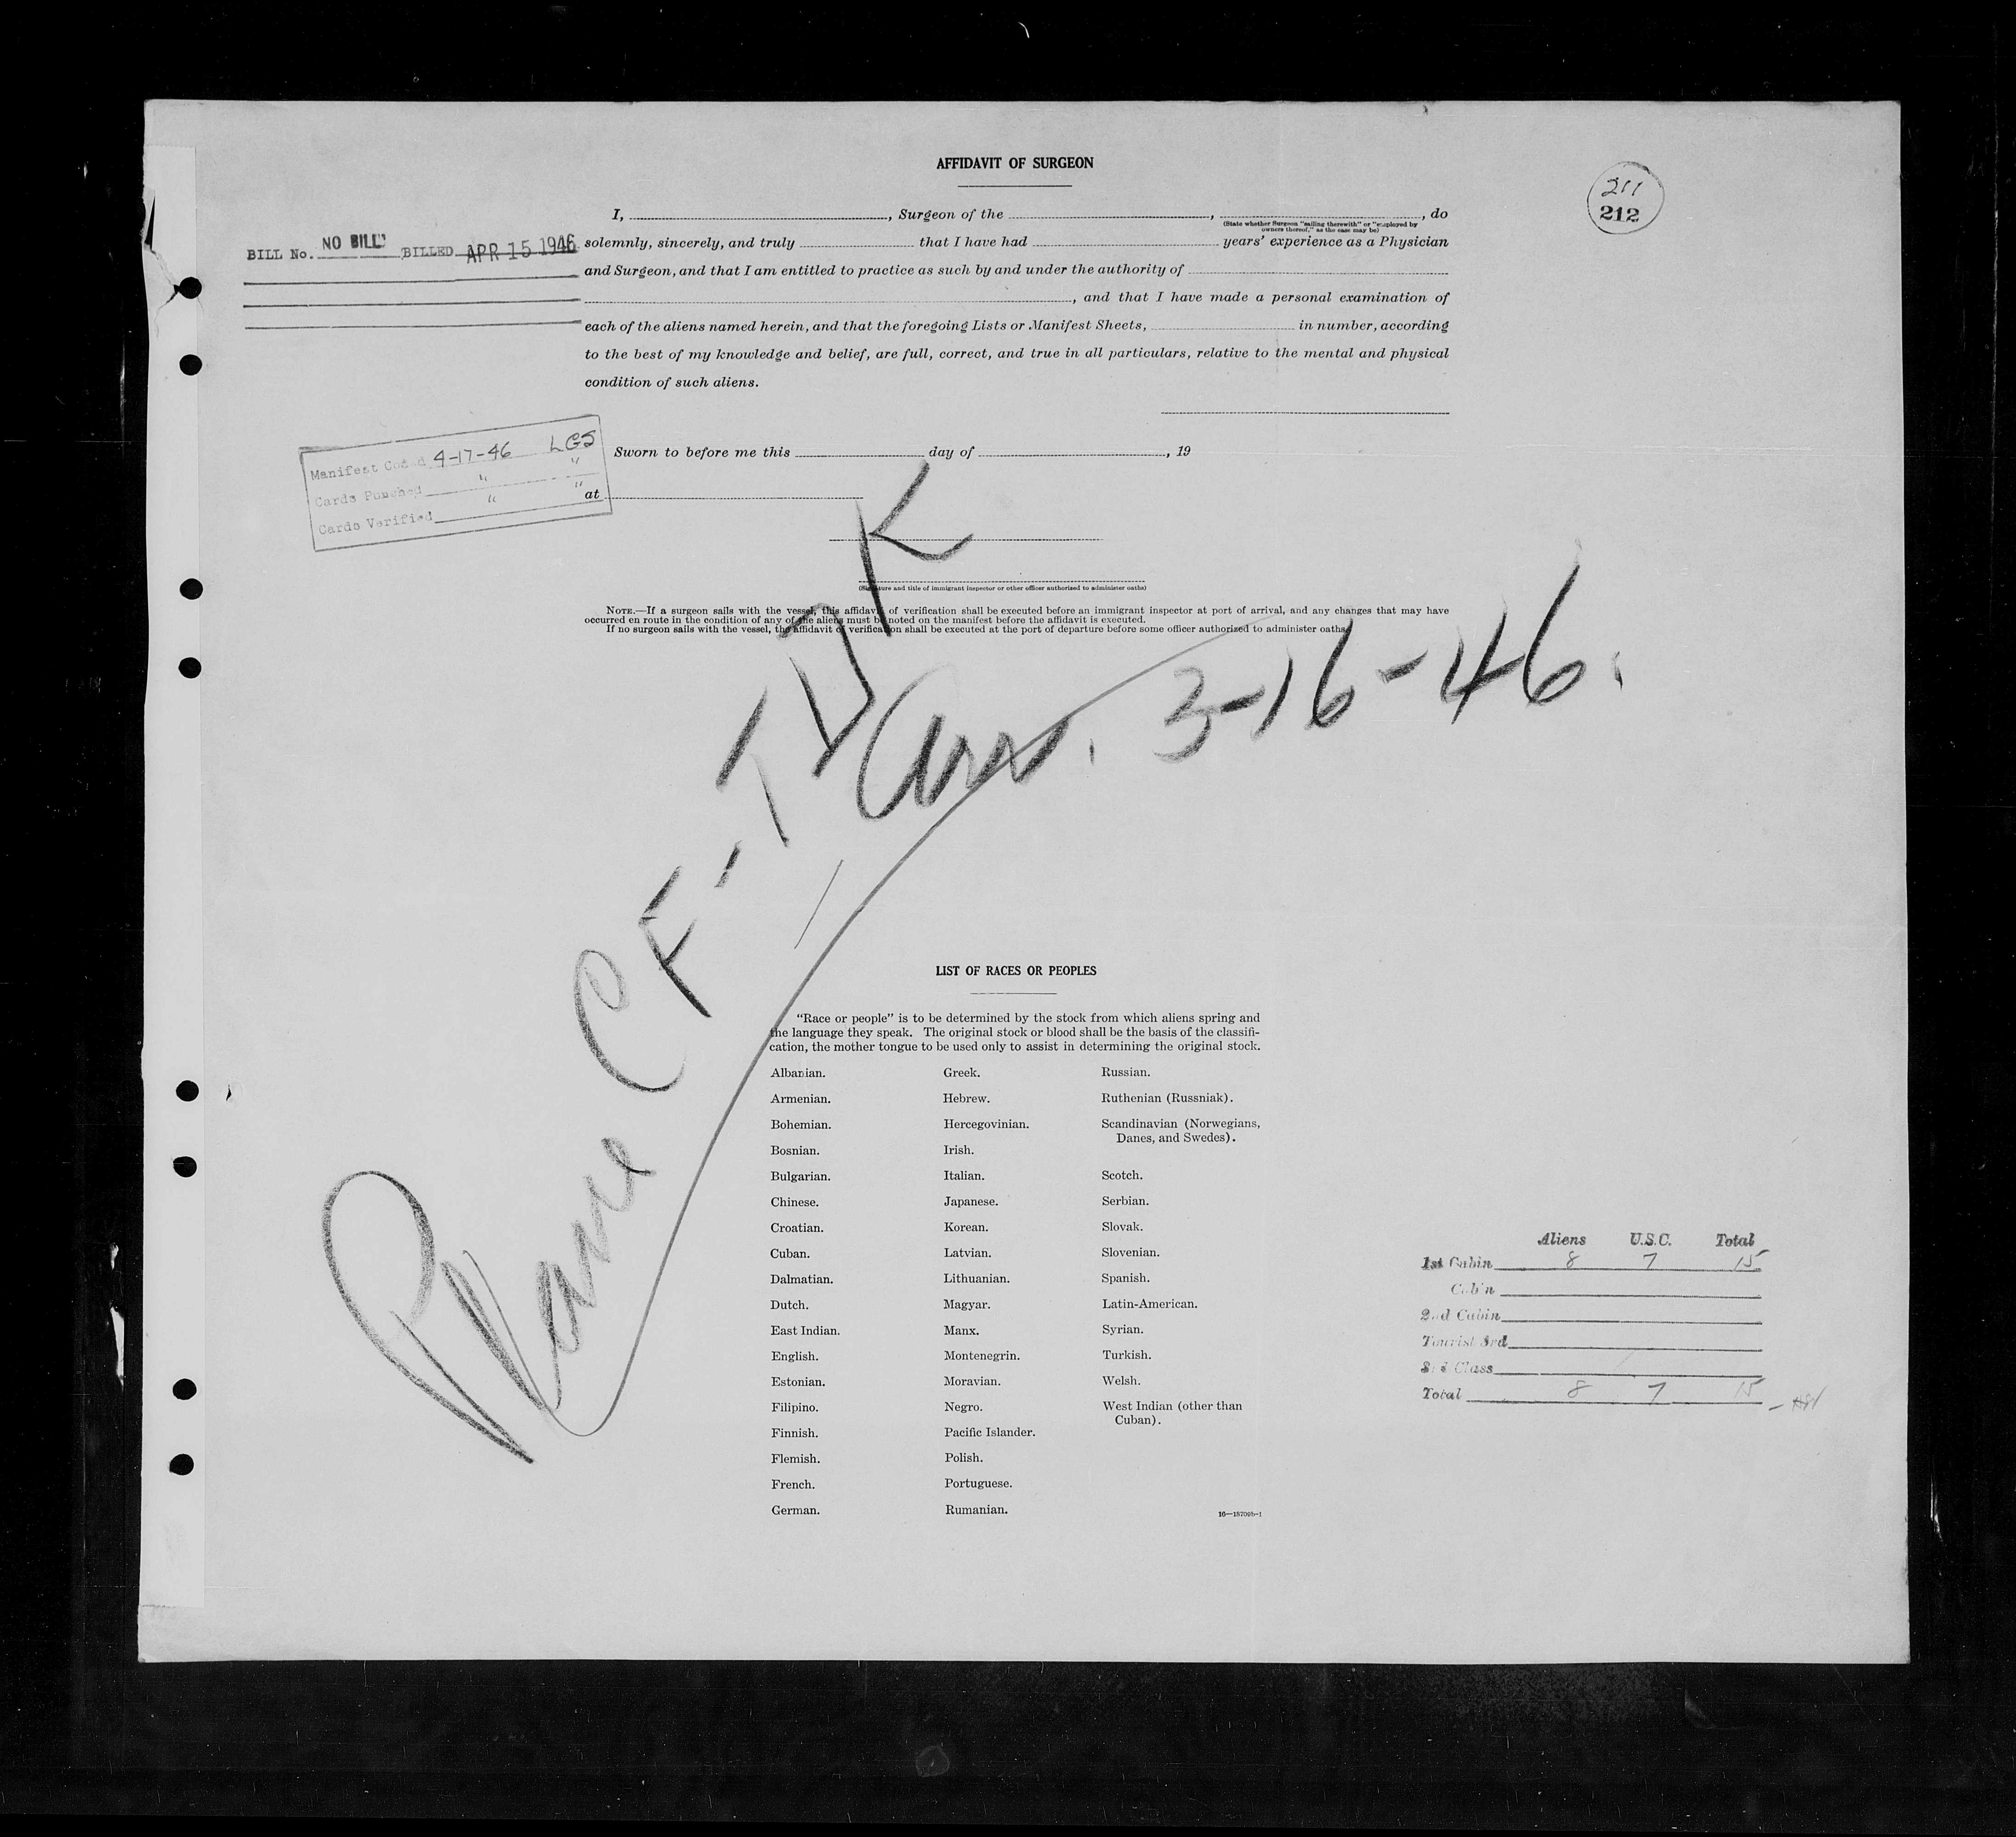 AFFIDAVIT OF SURGEON
211
212
I, , Surgeon of the , , do
(State whether Surgeon "sailing therewith" or "employed by
owners thereof," as the case may be)
BILL No. NO BILL BILLED APR 15 1946
solemnly, sincerely, and truly that I have had years' experience as a Physician
and Surgeon, and that I am entitled to practice as such by and under the authority of
, and that I have made a personal examination of
each of the aliens named herein, and that the foregoing Lists or Manifest Sheets, in number, according
to the best of my knowledge and belief, are full, correct, and true in all particulars, relative to the mental and physical
condition of such aliens.
Manifest Coded 4-17-46 LGS
Cards Punched " "
Cards Verified " "
Sworn to before me this day of , 19
at
(Signature and title of immigrant inspector or other officer authorized to administer oaths)
NOTE.—If a surgeon sails with the vessel, this affidavit of verification shall be executed before an immigrant inspector at port of arrival, and any changes that may have
occurred en route in the condition of any of the aliens must be noted on the manifest before the affidavit is executed.
If no surgeon sails with the vessel, the affidavit of verification shall be executed at the port of departure before some officer authorized to administer oaths.
Plane CF-TDK
Arr. 3-16-46.
LIST OF RACES OR PEOPLES
"Race or people" is to be determined by the stock from which aliens spring and
the language they speak. The original stock or blood shall be the basis of the classifi-
cation, the mother tongue to be used only to assist in determining the original stock.
Albanian.
Armenian.
Bohemian.
Bosnian.
Bulgarian.
Chinese.
Croatian.
Cuban.
Dalmatian.
Dutch.
East Indian.
English.
Estonian.
Filipino.
Finnish.
Flemish.
French.
German.
Greek.
Hebrew.
Hercegovinian.
Irish.
Italian.
Japanese.
Korean.
Latvian.
Lithuanian.
Magyar.
Manx.
Montenegrin.
Moravian.
Negro.
Pacific Islander.
Polish.
Portuguese.
Rumanian.
Russian.
Ruthenian (Russniak).
Scandinavian (Norwegians,
Danes, and Swedes).
Scotch.
Serbian.
Slovak.
Slovenian.
Spanish.
Latin-American.
Syrian.
Turkish.
Welsh.
West Indian (other than
Cuban).
16—18709b-1
Aliens U.S.C. Total
1st Cabin 8 7 15
Cabin
2nd Cabin
Tourist 3rd
3rd Class
Total 8 7 15